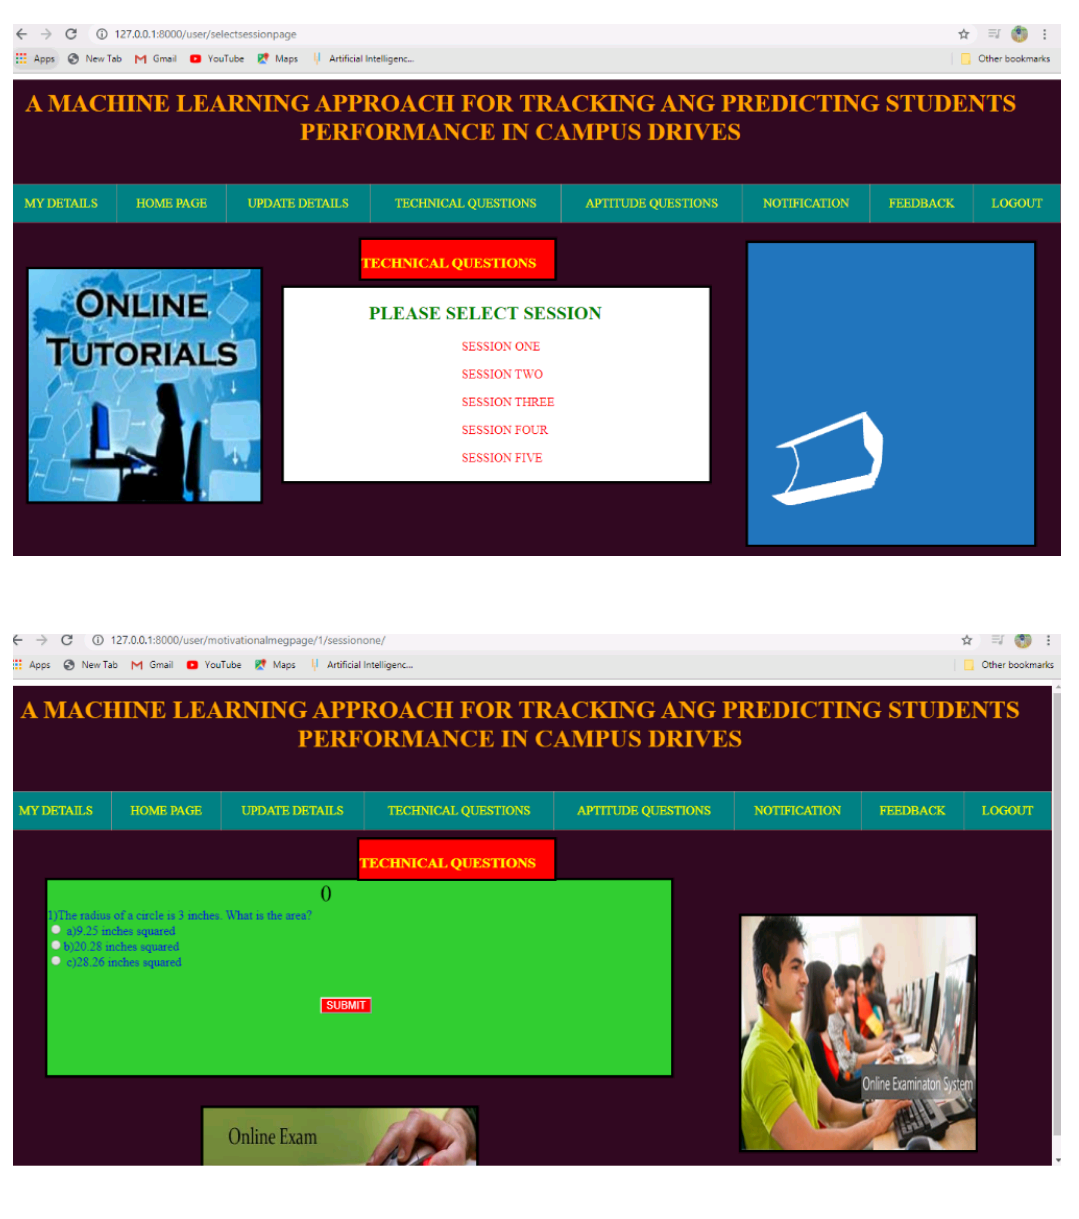 127.0.0.1:8000/user/selectsessionpage
Apps New Tab Gmail YouTube Maps Artificial Intelligenc... Other bookmarks
A MACHINE LEARNING APPROACH FOR TRACKING ANG PREDICTING STUDENTS
PERFORMANCE IN CAMPUS DRIVES
MY DETAILS HOME PAGE UPDATE DETAILS TECHNICAL QUESTIONS APTITUDE QUESTIONS NOTIFICATION FEEDBACK LOGOUT
TECHNICAL QUESTIONS
ONLINE
TUTORIALS
PLEASE SELECT SESSION
SESSION ONE
SESSION TWO
SESSION THREE
SESSION FOUR
SESSION FIVE
127.0.0.1:8000/user/motivationalmegpage/1/sessionone/
Apps New Tab Gmail YouTube Maps Artificial Intelligenc... Other bookmarks
A MACHINE LEARNING APPROACH FOR TRACKING ANG PREDICTING STUDENTS
PERFORMANCE IN CAMPUS DRIVES
MY DETAILS HOME PAGE UPDATE DETAILS TECHNICAL QUESTIONS APTITUDE QUESTIONS NOTIFICATION FEEDBACK LOGOUT
TECHNICAL QUESTIONS
()
1)The radius of a circle is 3 inches. What is the area?
a)9.25 inches squared
b)20.28 inches squared
c)28.26 inches squared
SUBMIT
Online Examinaton System
Online Exam